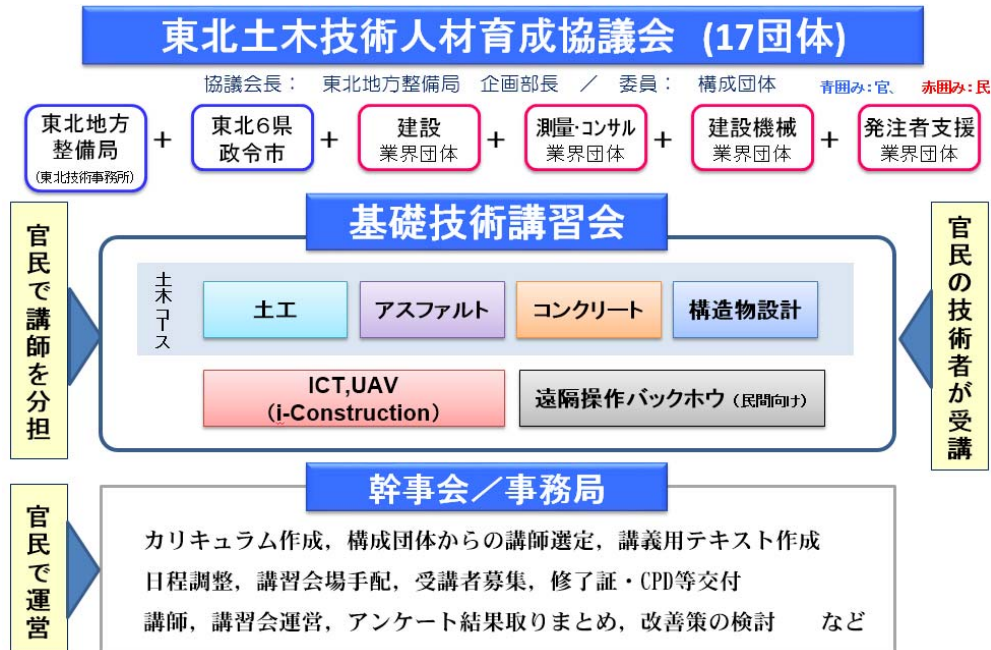 東北土木技術人材育成協議会 (17団体)
協議会長： 東北地方整備局 企画部長 ／ 委員： 構成団体 青囲み：官、 赤囲み：民
東北地方
整備局
(東北技術事務所)
+
東北6県
政令市
+
建設
業界団体
+
測量・コンサル
業界団体
+
建設機械
業界団体
+
発注者支援
業界団体
基礎技術講習会
官民で講師を分担
土木コース
土工
アスファルト
コンクリート
構造物設計
ICT,UAV
（i-Construction）
遠隔操作バックホウ（民間向け）
官民の技術者が受講
幹事会／事務局
官民で運営
カリキュラム作成，構成団体からの講師選定，講義用テキスト作成
日程調整，講習会場手配，受講者募集，修了証・CPD等交付
講師，講習会運営，アンケート結果取りまとめ，改善策の検討 など